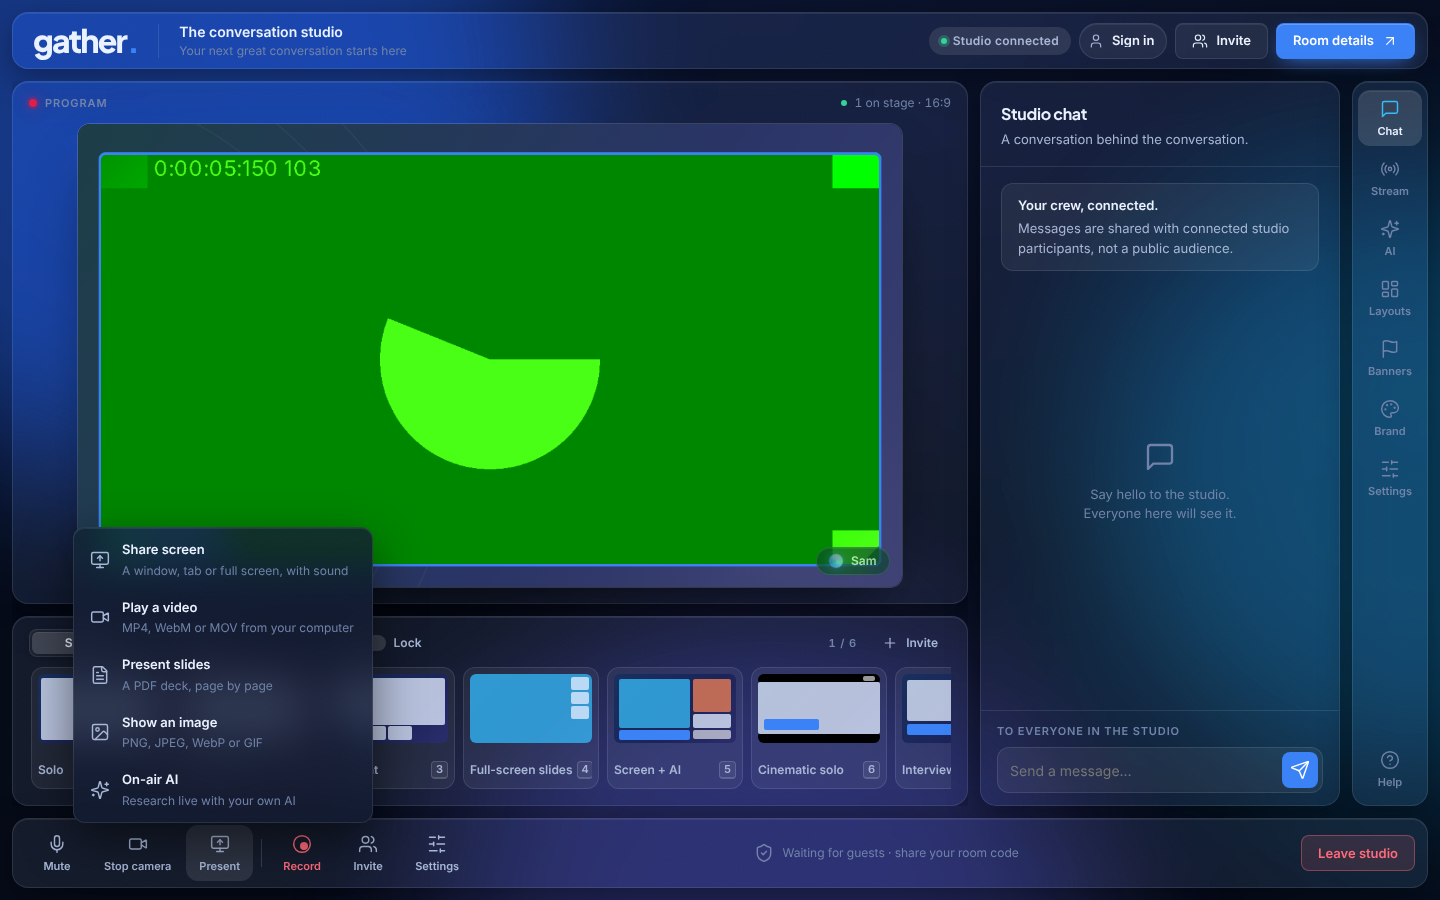 gather.
The conversation studio
Your next great conversation starts here
Studio connected
Sign in
Invite
Room details
PROGRAM
1 on stage · 16:9
0:00:05:150 103
Sam
Share screen
A window, tab or full screen, with sound
Play a video
MP4, WebM or MOV from your computer
Present slides
A PDF deck, page by page
Show an image
PNG, JPEG, WebP or GIF
On-air AI
Research live with your own AI
Lock
1 / 6
Invite
Solo
3
Full-screen slides 4
Screen + AI 5
Cinematic solo 6
Interview
Mute
Stop camera
Present
Record
Invite
Settings
Waiting for guests · share your room code
Leave studio
Studio chat
A conversation behind the conversation.
Your crew, connected.
Messages are shared with connected studio
participants, not a public audience.
Say hello to the studio.
Everyone here will see it.
TO EVERYONE IN THE STUDIO
Send a message...
Chat
Stream
AI
Layouts
Banners
Brand
Settings
Help